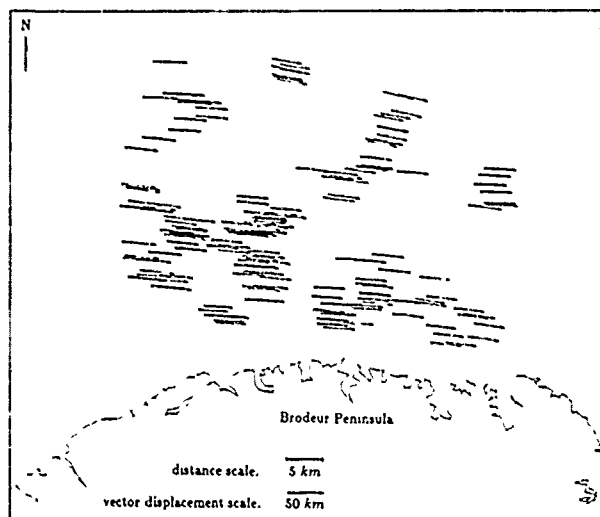 N
Brodeur Peninsula
distance scale. 5 km
vector displacement scale. 50 km